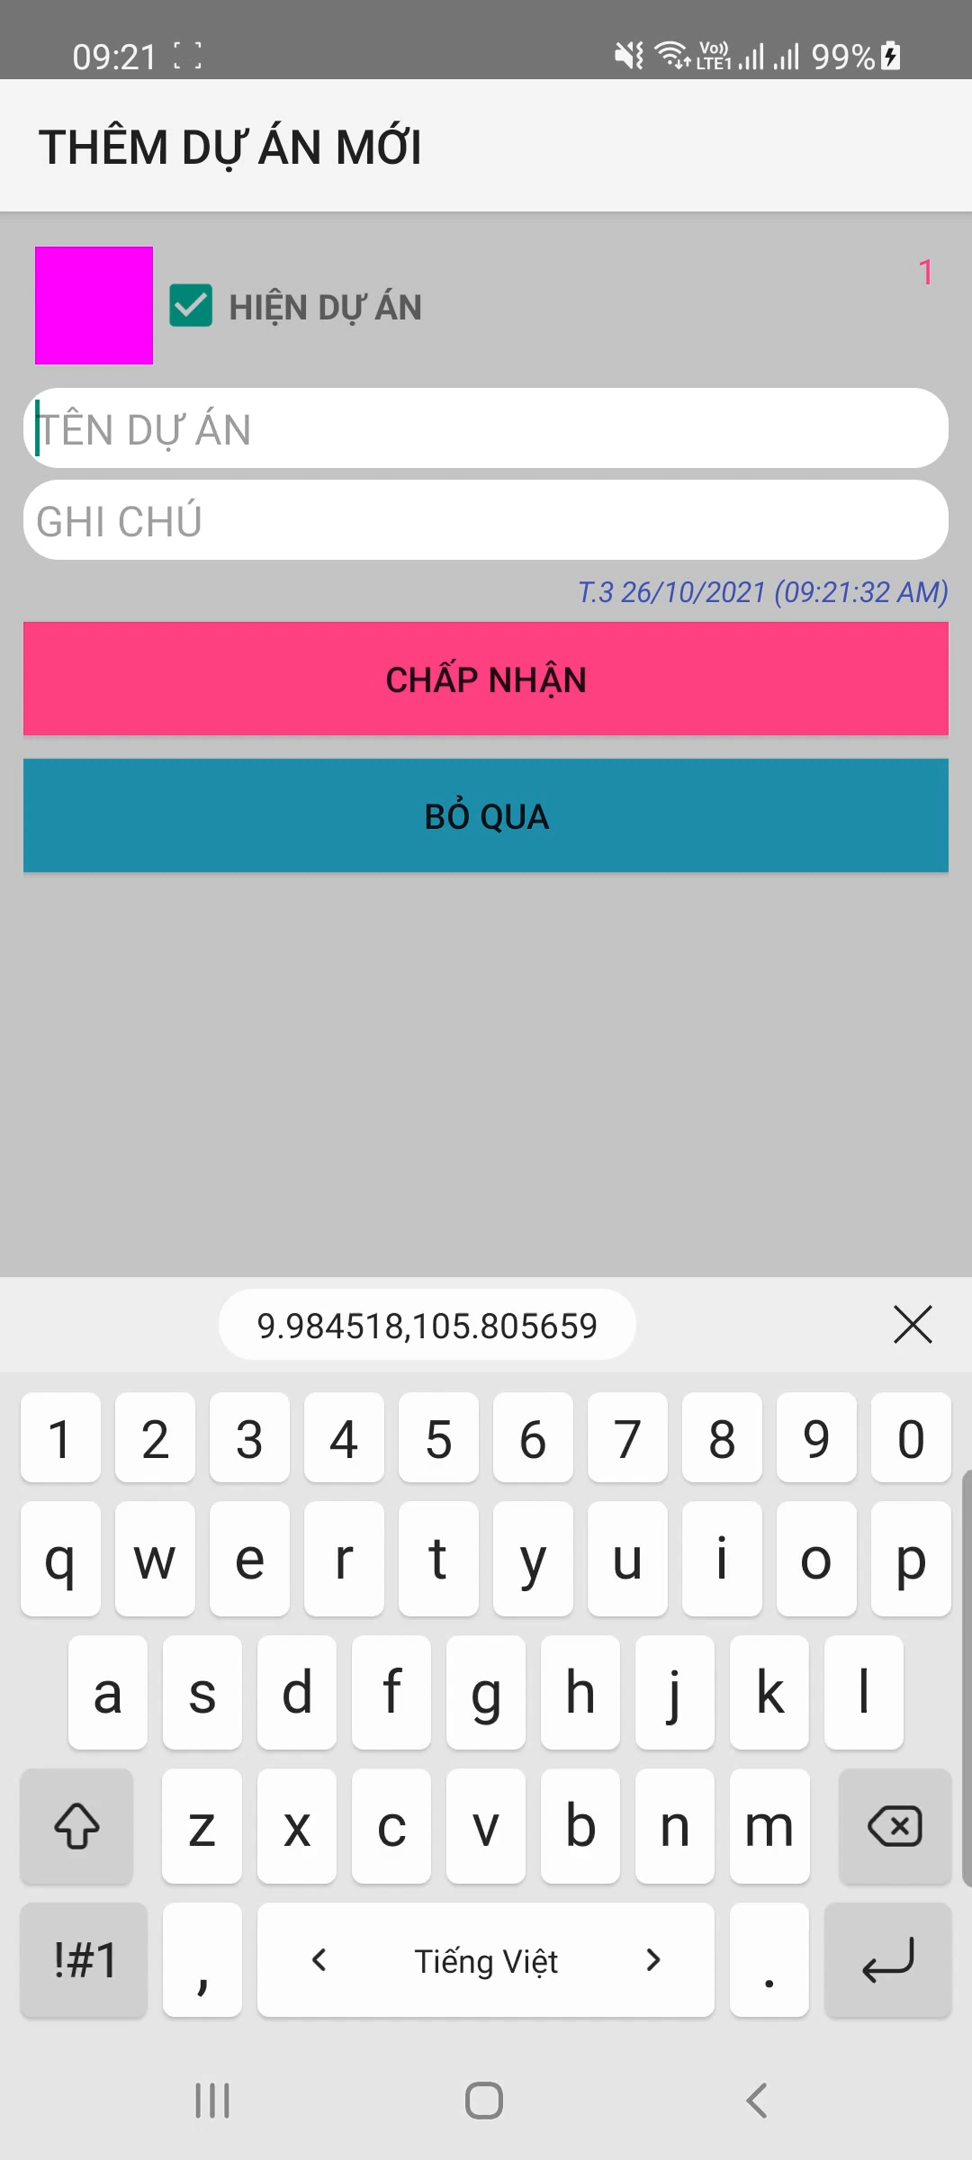 09:21 Vo)) LTE1 99%
THÊM DỰ ÁN MỚI
1
HIỆN DỰ ÁN
TÊN DỰ ÁN
GHI CHÚ
T.3 26/10/2021 (09:21:32 AM)
CHẤP NHẬN
BỎ QUA
9.984518,105.805659
1 2 3 4 5 6 7 8 9 0
q w e r t y u i o p
a s d f g h j k l
z x c v b n m
!#1 , < Tiếng Việt > .